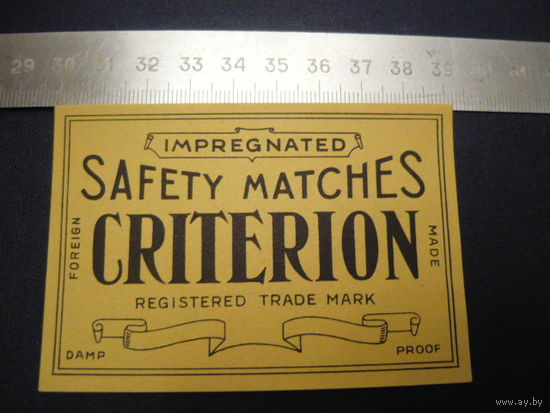 29 30 31 32 33 34 35 36 37 38 39 40
IMPREGNATED
SAFETY MATCHES
FOREIGN
CRITERION
MADE
REGISTERED TRADE MARK
DAMP
PROOF
www.ay.by